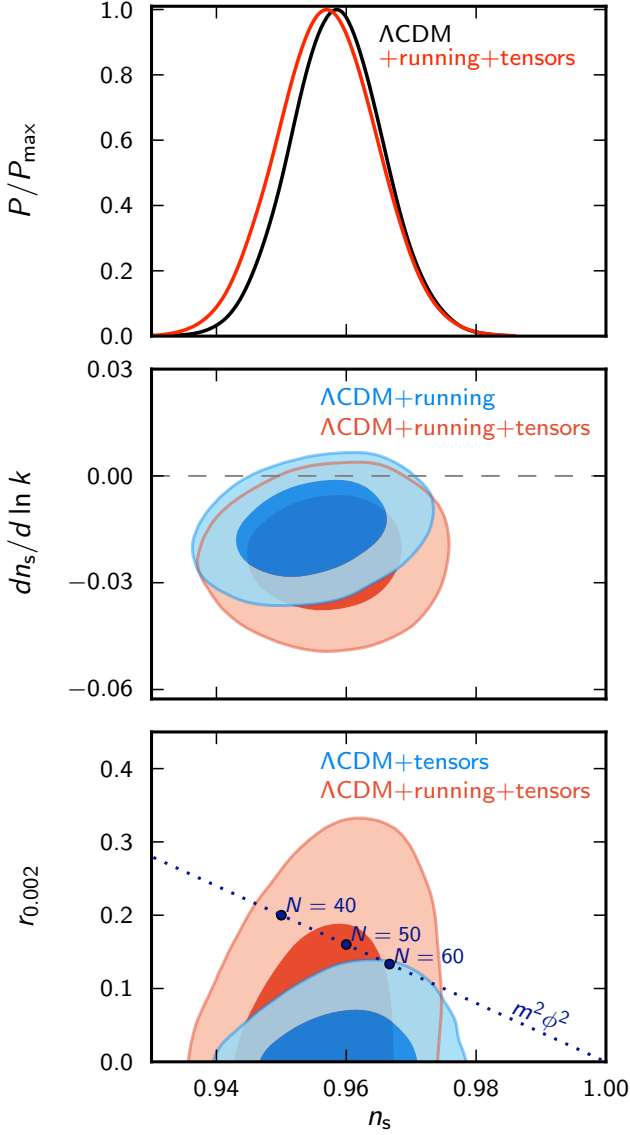 1.0
0.8
0.6
0.4
0.2
0.0
P/P_max
ΛCDM
+running+tensors
0.03
0.00
−0.03
−0.06
dn_s/d ln k
ΛCDM+running
ΛCDM+running+tensors
0.4
0.3
0.2
0.1
0.0
r_0.002
ΛCDM+tensors
ΛCDM+running+tensors
N = 40
N = 50
N = 60
m²ϕ²
0.94 0.96 0.98 1.00
n_s